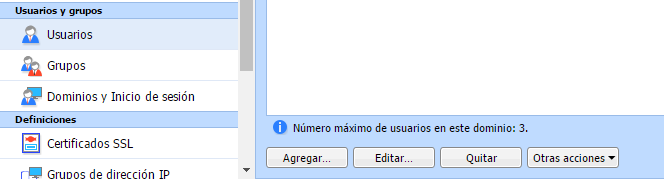 Usuarios y grupos
Usuarios
Grupos
Dominios y Inicio de sesión
Definiciones
Certificados SSL
Grupos de dirección IP
Número máximo de usuarios en este dominio: 3.
Agregar... Editar... Quitar Otras acciones